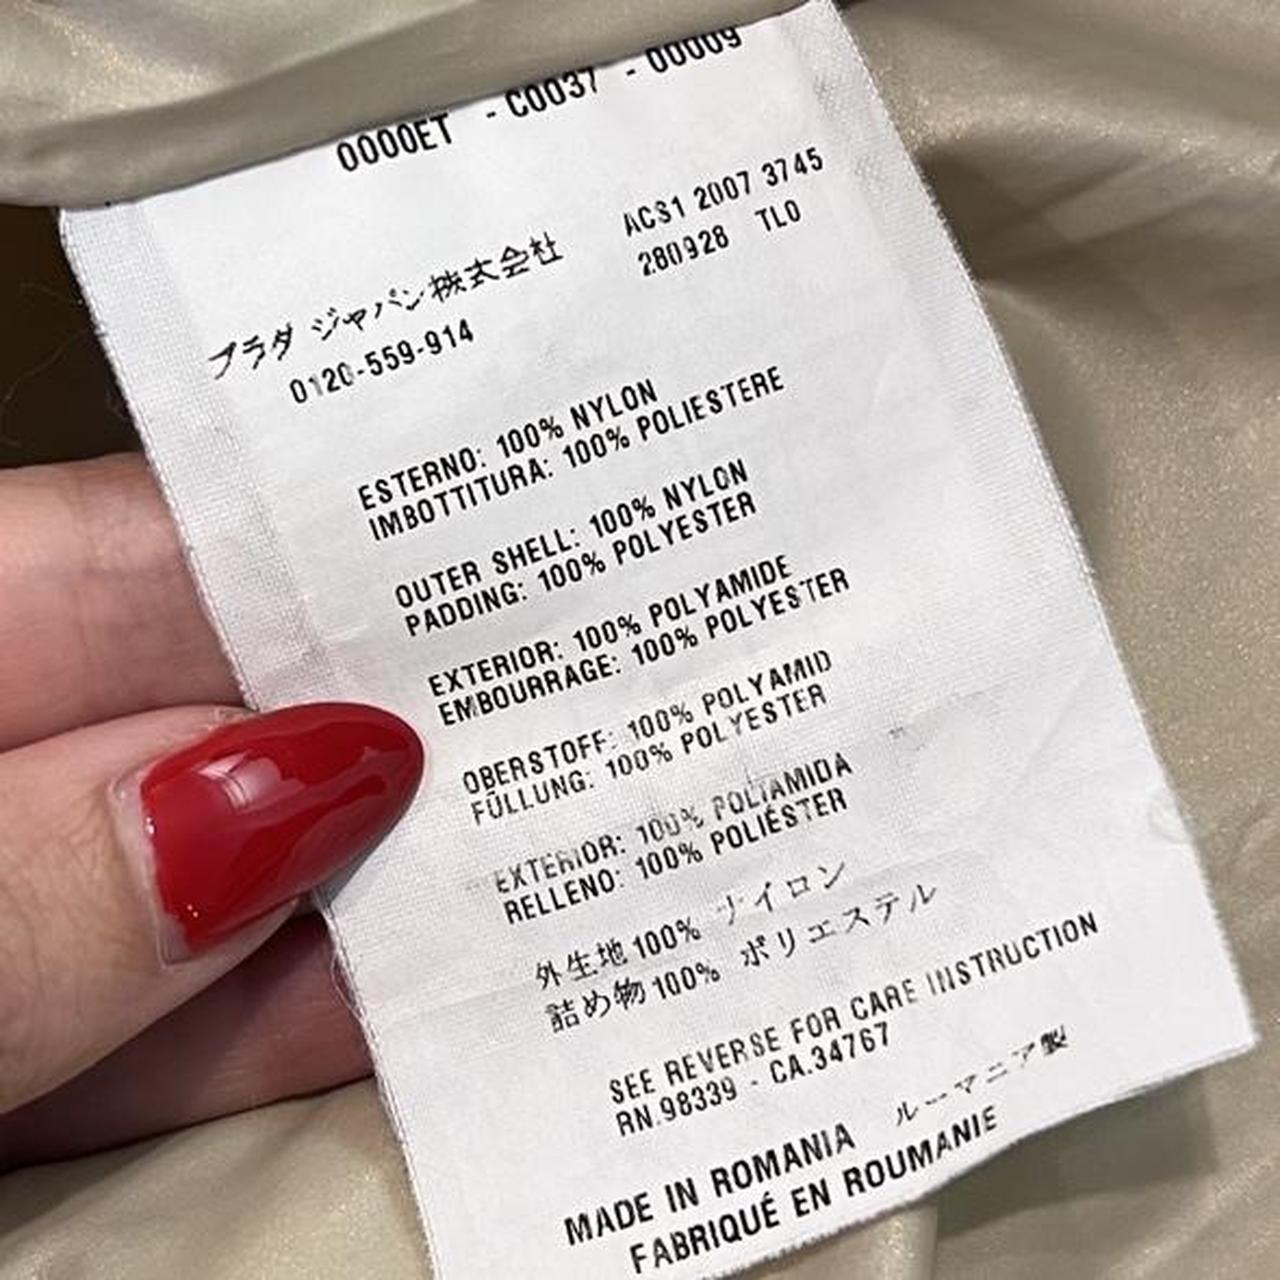 0000ET - C0037 - 00009
ACS1 2007 3745
280928 TLO
プラダ ジャパン株式会社
0120-559-914
ESTERNO: 100% NYLON
IMBOTTITURA: 100% POLIESTERE
OUTER SHELL: 100% NYLON
PADDING: 100% POLYESTER
EXTERIOR: 100% POLYAMIDE
EMBOURRAGE: 100% POLYESTER
OBERSTOFF: 100% POLYAMID
FÜLLUNG: 100% POLYESTER
EXTERIOR: 100% POLIAMIDA
RELLENO: 100% POLIÉSTER
外生地100% ナイロン
詰め物100% ポリエステル
SEE REVERSE FOR CARE INSTRUCTION
RN.98339 - CA.34767
MADE IN ROMANIA ルーマニア製
FABRIQUÉ EN ROUMANIE